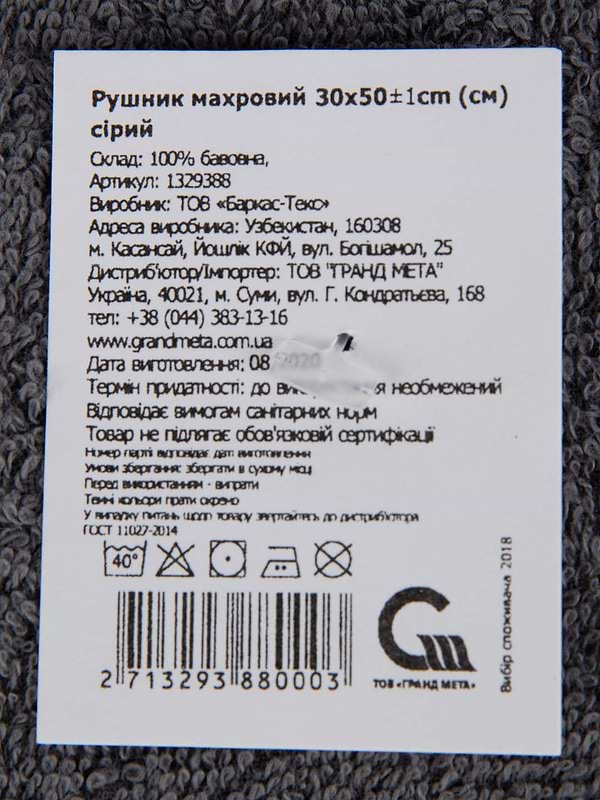 Рушник махровий 30х50±1cm (см)
сірий
Склад: 100% бавовна,
Артикул: 1329388
Виробник: ТОВ «Баркас-Текс»
Адреса виробника: Узбекистан, 160308
м. Касансай, Йошлік КФЙ, вул. Богішамол, 25
Дистриб'ютор/Імпортер: ТОВ "ГРАНД МЕТА"
Україна, 40021, м. Суми, вул. Г. Кондратьєва, 168
тел: +38 (044) 383-13-16
www.grandmeta.com.ua
Дата виготовлення: 08/2020
Термін придатності: до необмежений
Відповідає вимогам санітарних норм
Товар не підлягає обов'язковій сертифікації
Номер партії відповідає даті виготовлення
Умови зберігання: зберігати в сухому місці
Перед використанням - випрати
Темні кольори прати окремо
У випадку питань щодо товару звертайтесь до дистриб'ютора
ГОСТ 11027-2014
40°
2 713293 880003
ТОВ «ГРАНД МЕТА»
Вибір споживача 2018